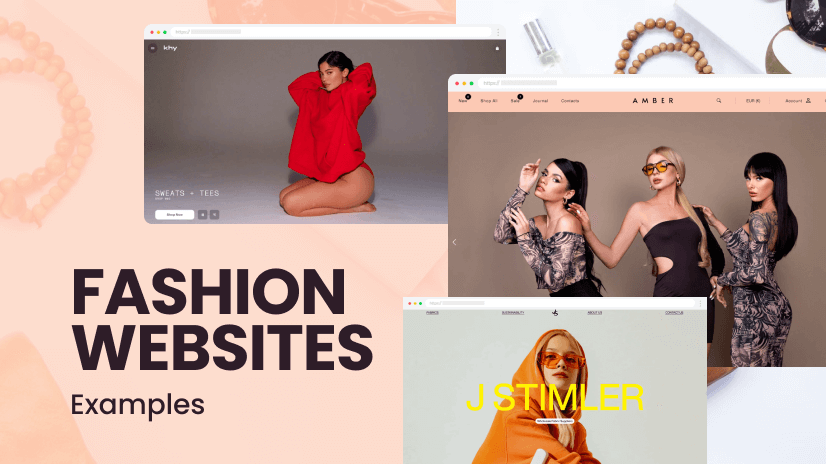 https://
khy
SWEATS + TEES
Shop Now
https://
New
Shop All
Sale
Journal
Contacts
AMBER
Account
https://
FABRICS
SUSTAINABILITY
ABOUT US
CONTACT US
J STIMLER
FASHION
WEBSITES
Examples